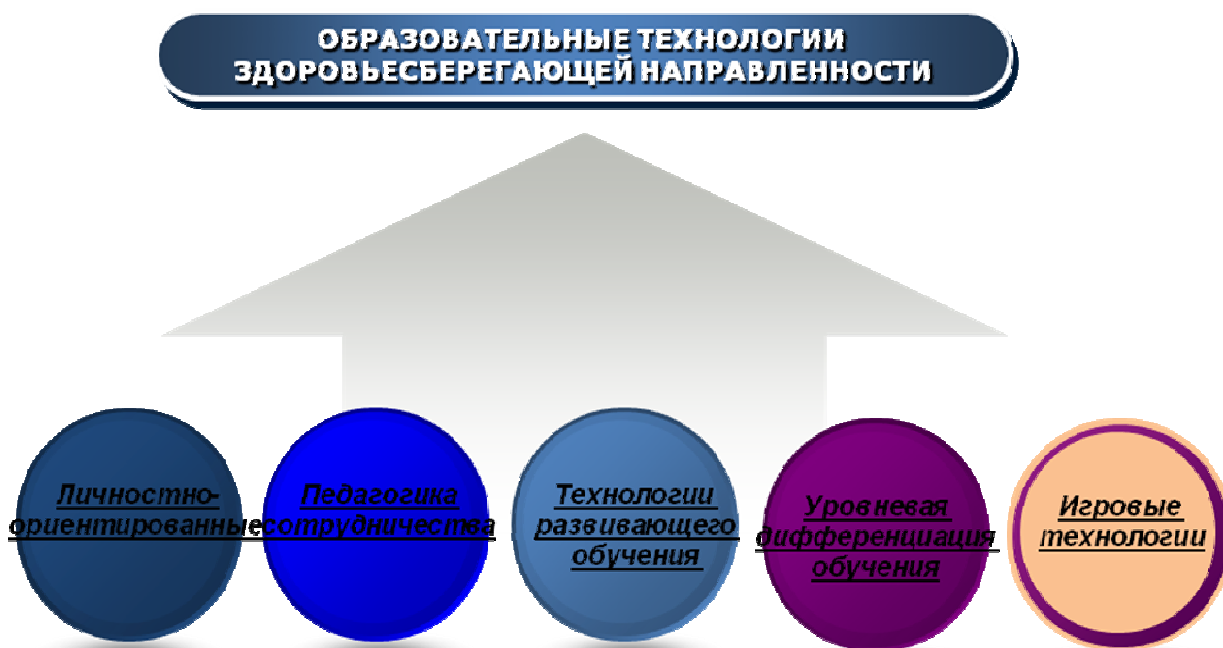 ОБРАЗОВАТЕЛЬНЫЕ ТЕХНОЛОГИИ
ЗДОРОВЬЕСБЕРЕГАЮЩЕЙ НАПРАВЛЕННОСТИ
Личностно-
ориентированные
Педагогика
сотрудничества
Технологии
развивающего
обучения
Уровневая
дифференциация
обучения
Игровые
технологии